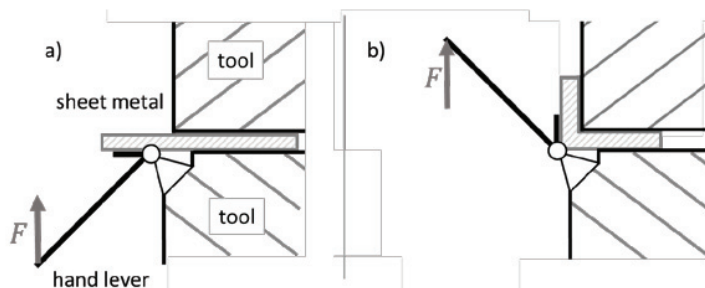 a)
tool
sheet metal
F
tool
hand lever
b)
F